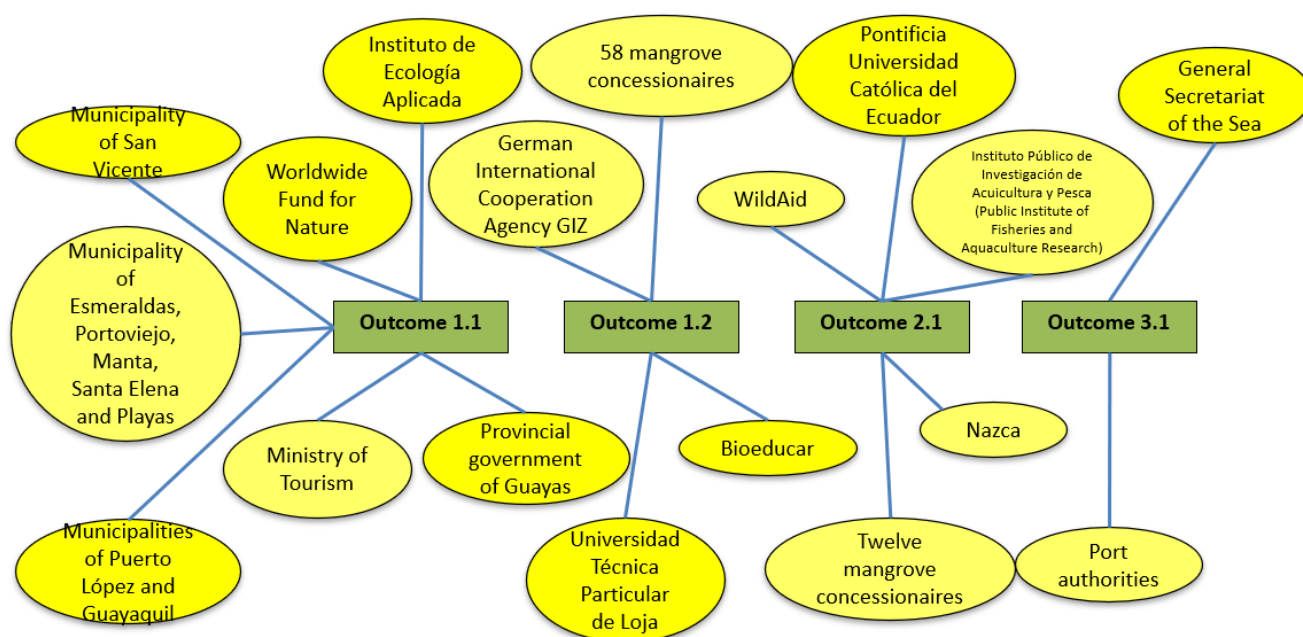 Instituto de
Ecología
Aplicada
58 mangrove
concessionaires
Pontificia
Universidad
Católica del
Ecuador
General
Secretariat
of the Sea
Municipality
of San
Vicente
Worldwide
Fund for
Nature
German
International
Cooperation
Agency GIZ
WildAid
Instituto Público de
Investigación de
Acuicultura y Pesca
(Public Institute of
Fisheries and
Aquaculture Research)
Municipality
of
Esmeraldas,
Portoviejo,
Manta,
Santa Elena
and Playas
Outcome 1.1
Outcome 1.2
Outcome 2.1
Outcome 3.1
Ministry of
Tourism
Provincial
government
of Guayas
Bioeducar
Nazca
Municipalities
of Puerto
López and
Guayaquil
Universidad
Técnica
Particular
de Loja
Twelve
mangrove
concessionaires
Port
authorities